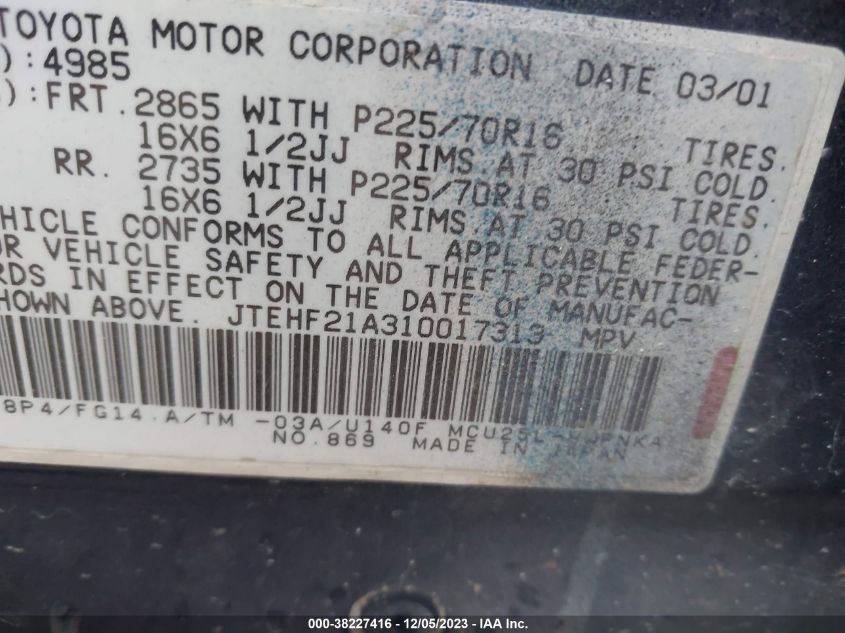 TOYOTA MOTOR CORPORATION DATE 03/01
):4985
):FRT. 2865 WITH P225/70R16 TIRES.
16X6 1/2JJ RIMS AT 30 PSI COLD.
RR. 2735 WITH P225/70R16 TIRES.
16X6 1/2JJ RIMS AT 30 PSI COLD.
HICLE CONFORMS TO ALL APPLICABLE FEDER-
OR VEHICLE SAFETY AND THEFT PREVENTION
RDS IN EFFECT ON THE DATE OF MANUFAC-
HOWN ABOVE. JTEHF21A310017313 MPV
8P4/FG14.A/TM -03A/U140F
NO.869 MADE IN JAPAN
000-38227416 - 12/05/2023 - IAA Inc.